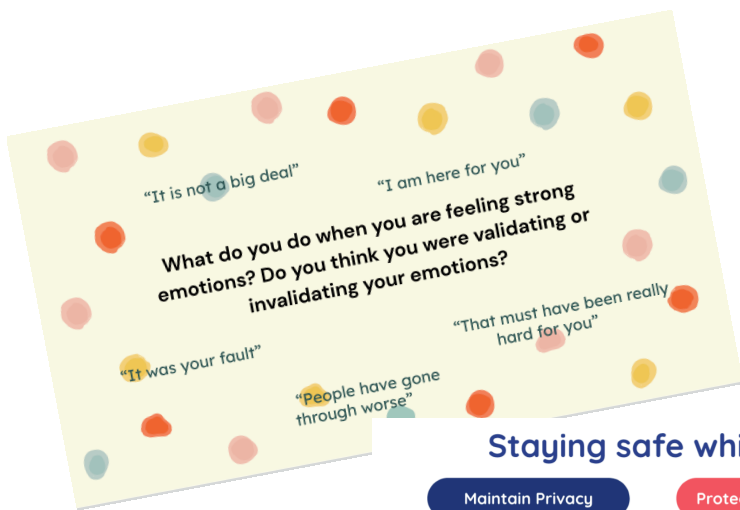 “It is not a big deal”
“I am here for you”
What do you do when you are feeling strong
emotions? Do you think you were validating or
invalidating your emotions?
“That must have been really
hard for you”
“It was your fault”
“People have gone
through worse”
Staying safe
Maintain Privacy